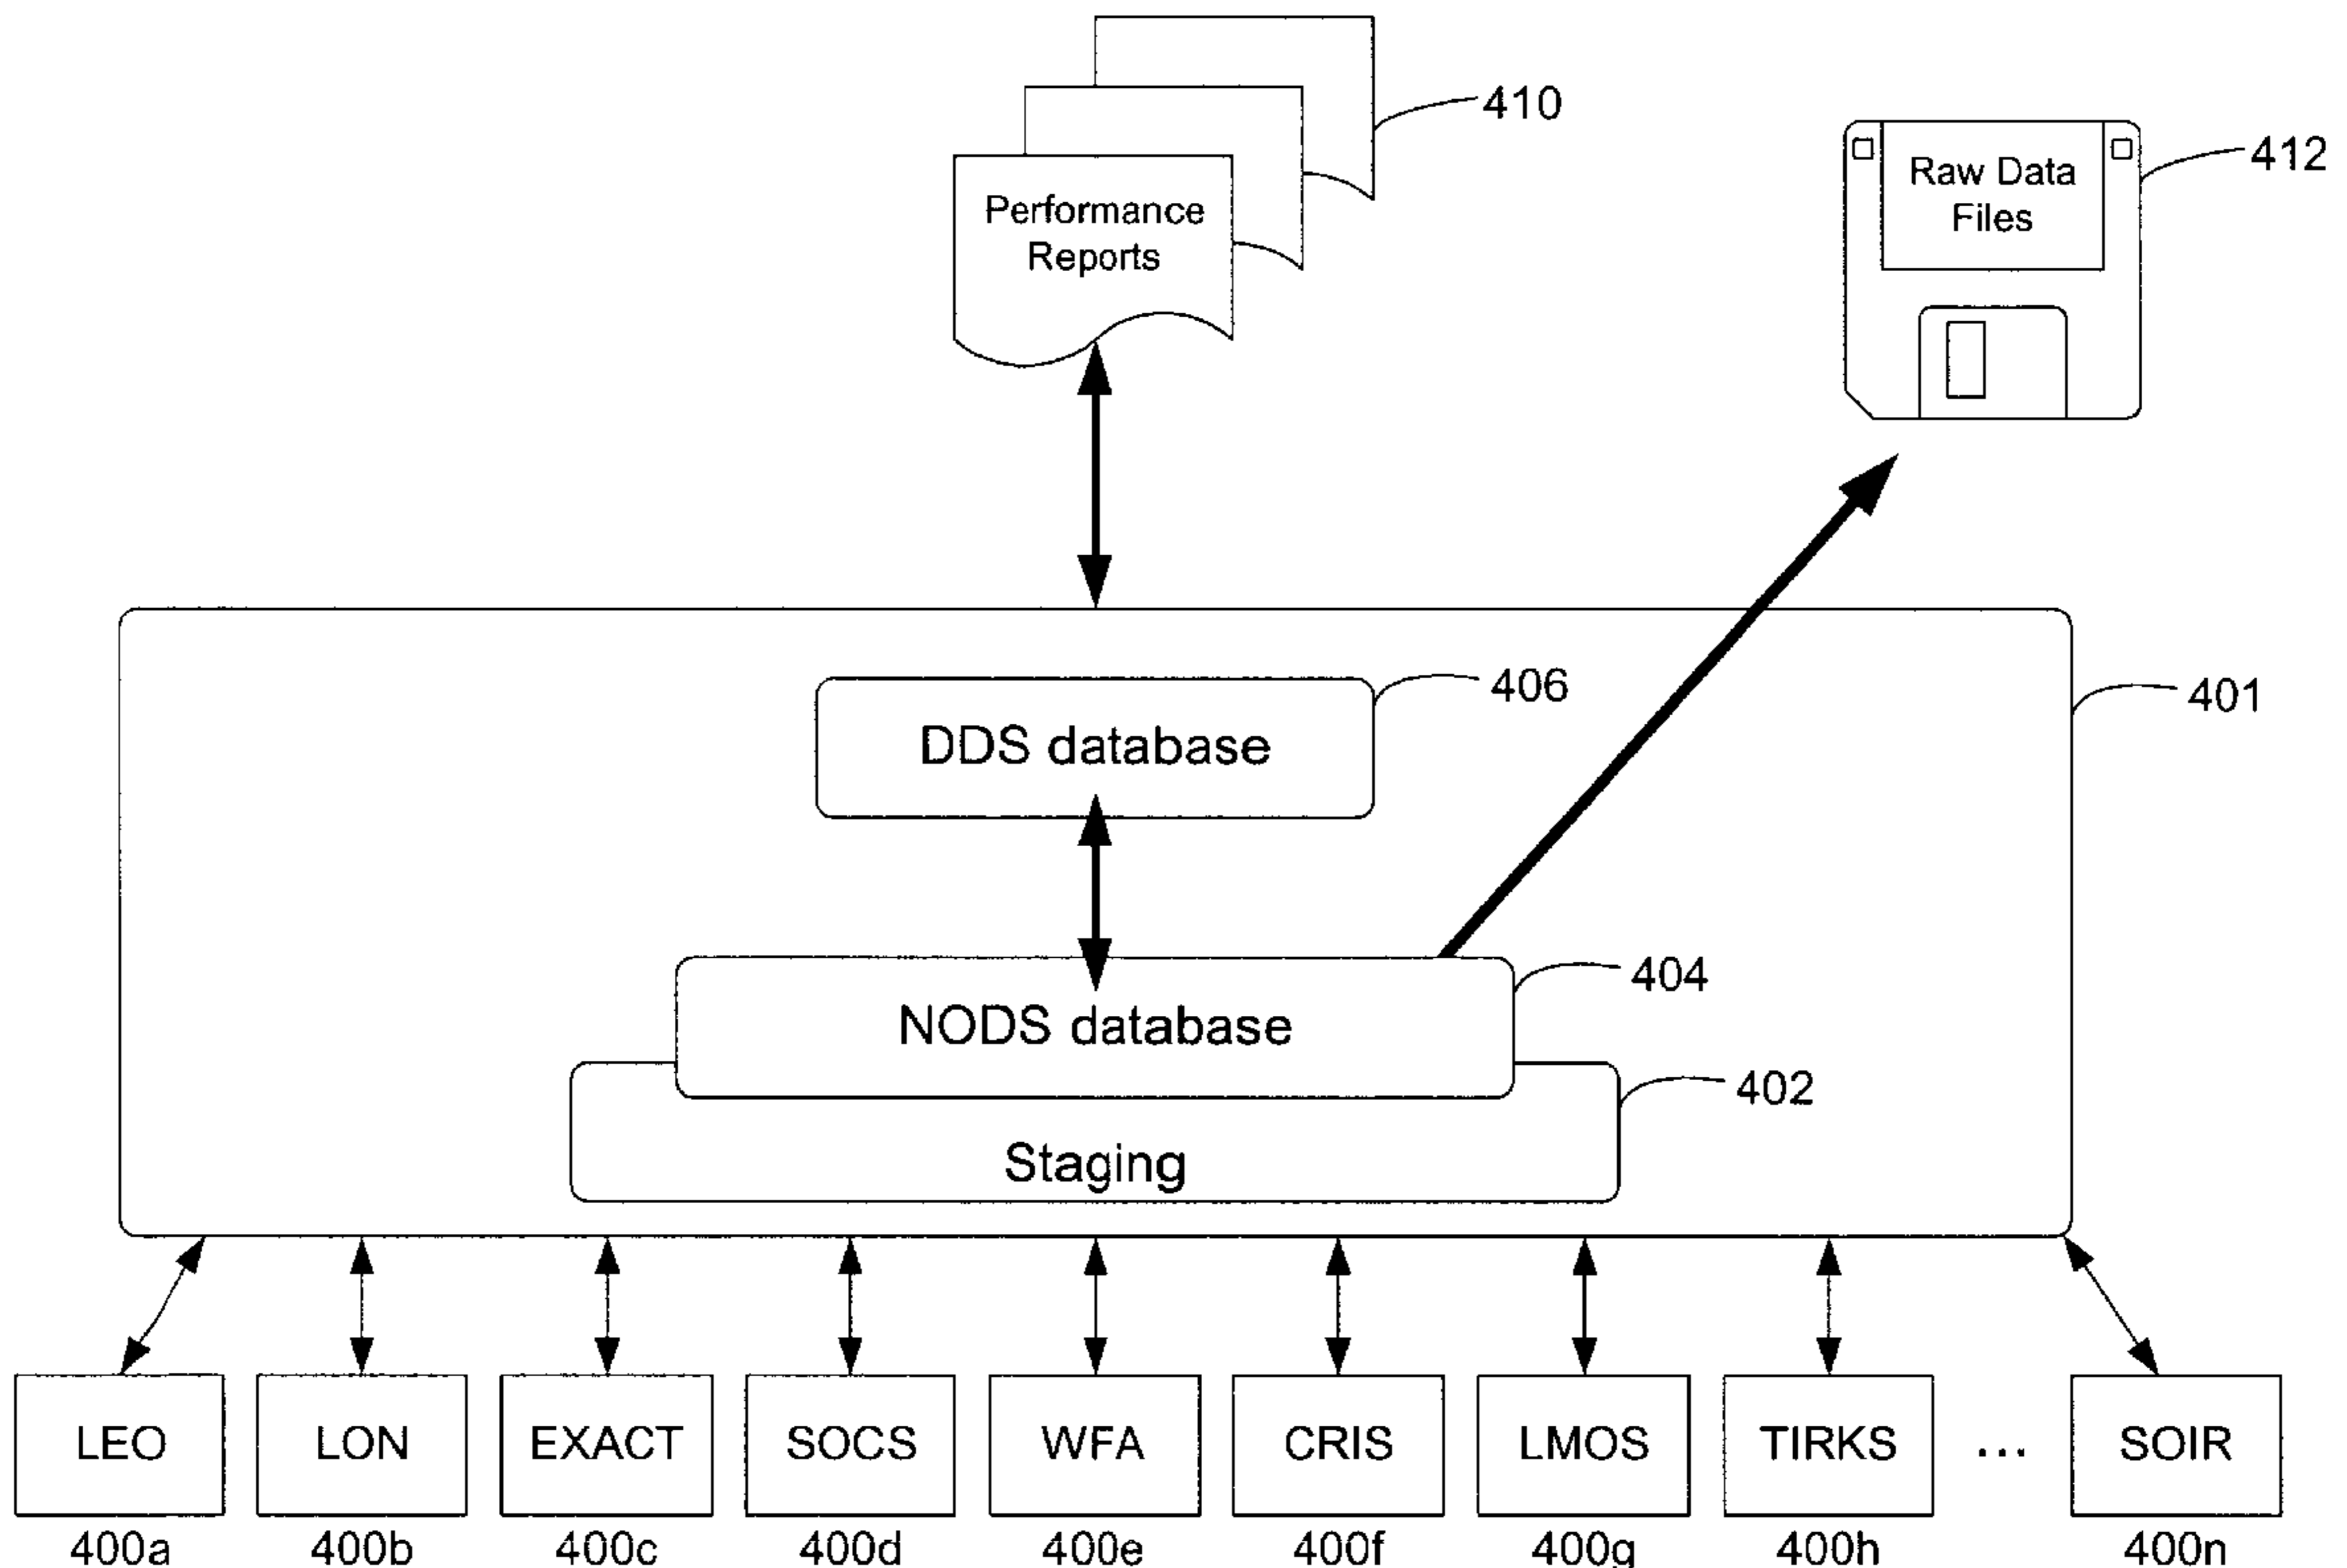 410
412
Raw Data
Files
Performance
Reports
406
401
DDS database
404
NODS database
402
Staging
LEO
LON
EXACT
SOCS
WFA
CRIS
LMOS
TIRKS
...
SOIR
400a
400b
400c
400d
400e
400f
400g
400h
400n